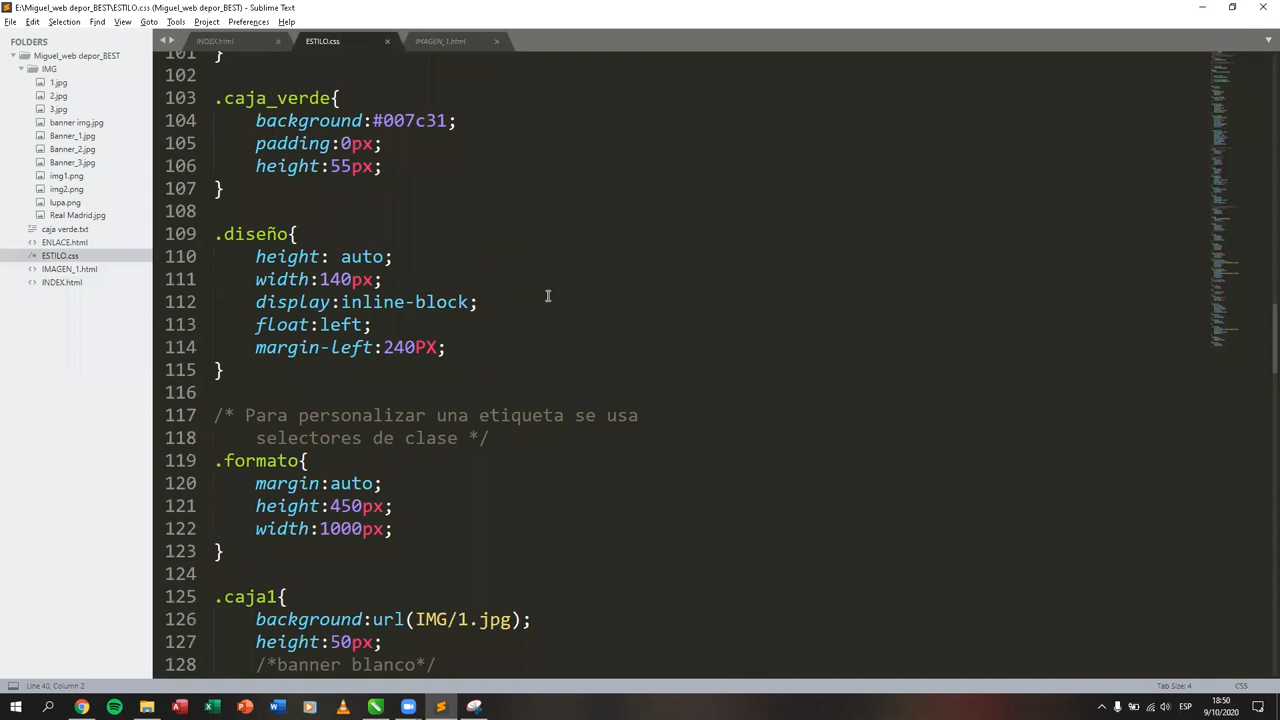 E:\Miguel_web depor_BEST\ESTILO.css (Miguel_web depor_BEST) - Sublime Text
File Edit Selection Find View Goto Tools Project Preferences Help
FOLDERS
Miguel_web depor_BEST
IMG
1.jpg
2.jpg
3.jpg
banner img.jpg
Banner_1.jpg
Banner_2.jpg
Banner_3.jpg
img1.png
img2.png
lupa.png
Real Madrid.jpg
caja verde.txt
ENLACE.html
ESTILO.css
IMAGEN_1.html
INDEX.html
INDEX.html ESTILO.css IMAGEN_1.html
101 }
102
103 .caja_verde{
104 background:#007c31;
105 padding:0px;
106 height:55px;
107 }
108
109 .diseño{
110 height: auto;
111 width:140px;
112 display:inline-block;
113 float:left;
114 margin-left:240PX;
115 }
116
117 /* Para personalizar una etiqueta se usa
118 selectores de clase */
119 .formato{
120 margin:auto;
121 height:450px;
122 width:1000px;
123 }
124
125 .caja1{
126 background:url(IMG/1.jpg);
127 height:50px;
128 /*banner blanco*/
Line 40, Column 2 Tab Size: 4 CSS
ESP 18:50
9/10/2020